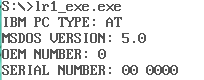 S:\>lr1_exe.exe
IBM PC TYPE: AT
MSDOS VERSION: 5.0
OEM NUMBER: 0
SERIAL NUMBER: 00 0000